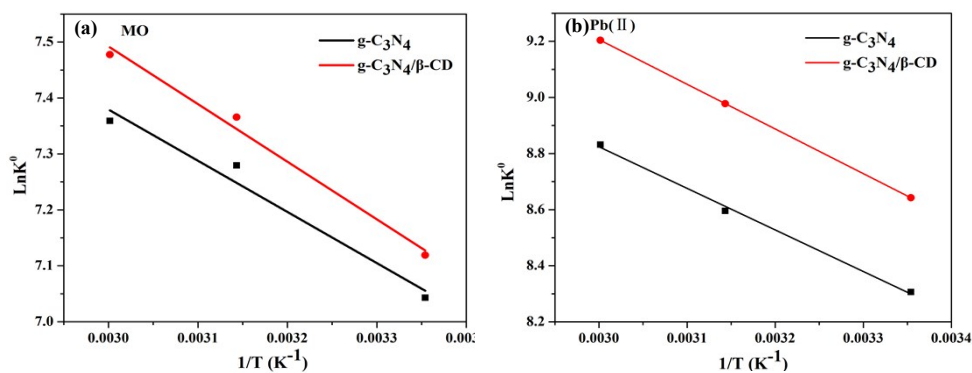 (a) MO
g-C₃N₄
g-C₃N₄/β-CD
LnK⁰
7.5
7.4
7.3
7.2
7.1
7.0
0.0030 0.0031 0.0032 0.0033
1/T (K⁻¹)
(b) Pb(Ⅱ)
g-C₃N₄
g-C₃N₄/β-CD
LnK⁰
9.2
9.0
8.8
8.6
8.4
8.2
0.0030 0.0031 0.0032 0.0033 0.0034
1/T (K⁻¹)